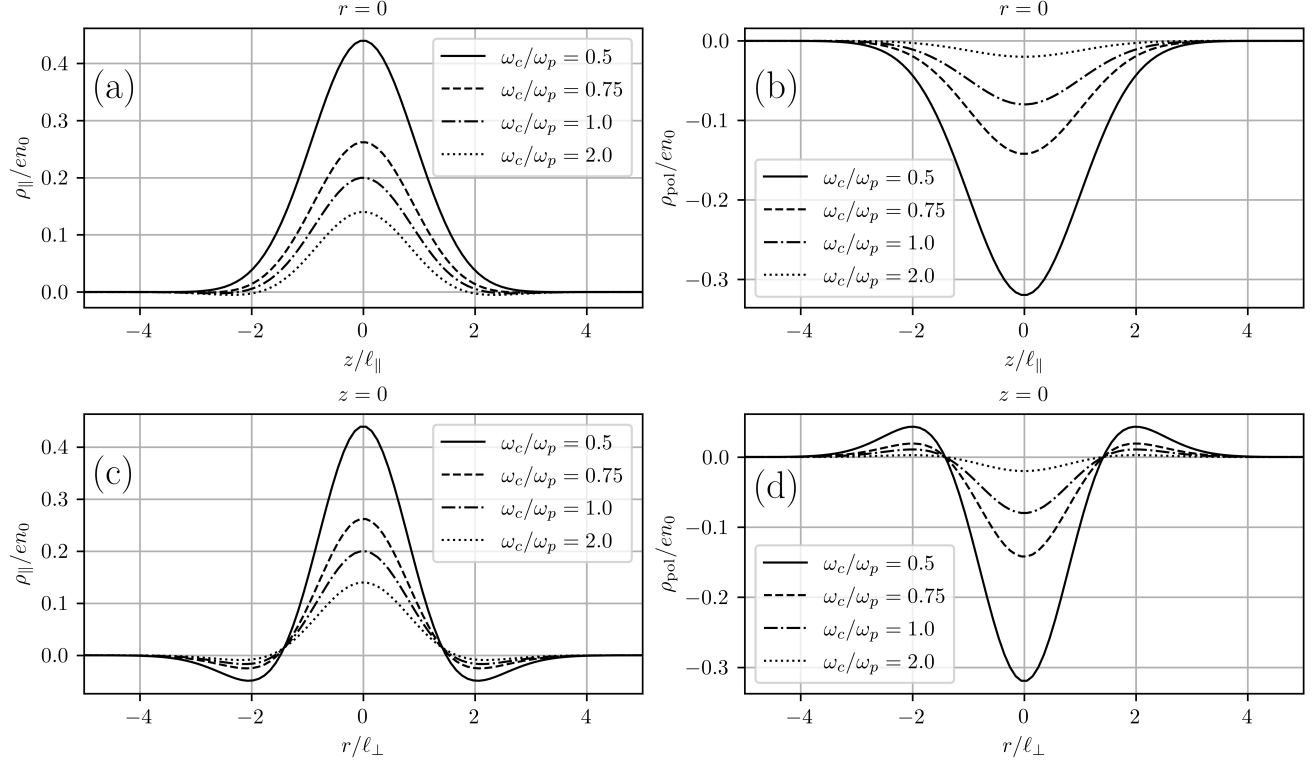 r = 0
(a)
ω_c/ω_p = 0.5
ω_c/ω_p = 0.75
ω_c/ω_p = 1.0
ω_c/ω_p = 2.0
0.4
0.3
0.2
0.1
0.0
ρ_∥/en_0
−4 −2 0 2 4
z/ℓ_∥
r = 0
(b)
ω_c/ω_p = 0.5
ω_c/ω_p = 0.75
ω_c/ω_p = 1.0
ω_c/ω_p = 2.0
0.0
−0.1
−0.2
−0.3
ρ_pol/en_0
−4 −2 0 2 4
z/ℓ_∥
z = 0
(c)
ω_c/ω_p = 0.5
ω_c/ω_p = 0.75
ω_c/ω_p = 1.0
ω_c/ω_p = 2.0
0.4
0.3
0.2
0.1
0.0
ρ_∥/en_0
−4 −2 0 2 4
r/ℓ_⊥
z = 0
(d)
ω_c/ω_p = 0.5
ω_c/ω_p = 0.75
ω_c/ω_p = 1.0
ω_c/ω_p = 2.0
0.0
−0.1
−0.2
−0.3
ρ_pol/en_0
−4 −2 0 2 4
r/ℓ_⊥